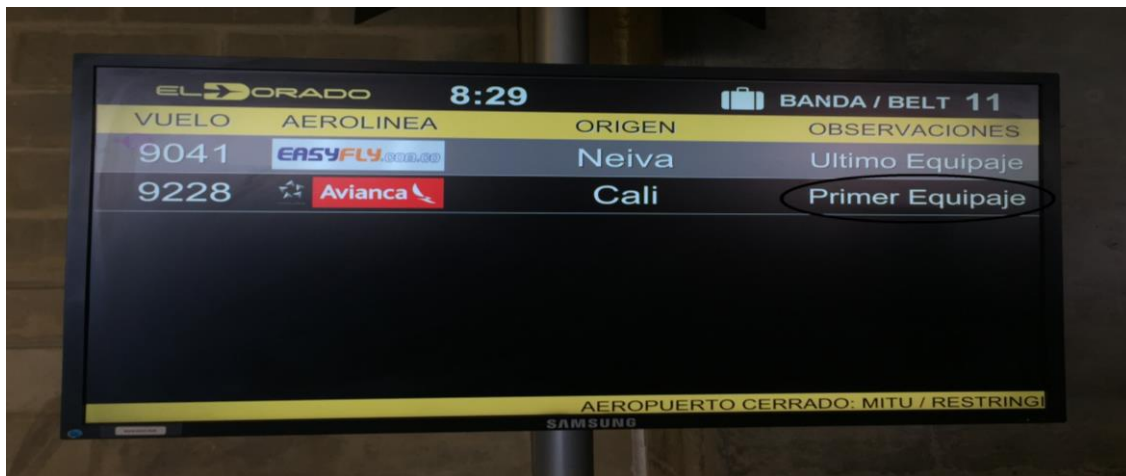 EL DORADO 8:29 BANDA / BELT 11
VUELO AEROLINEA ORIGEN OBSERVACIONES
9041 EASYFLY.COM.CO Neiva Ultimo Equipaje
9228 Avianca Cali Primer Equipaje
AEROPUERTO CERRADO: MITU / RESTRINGI
SAMSUNG